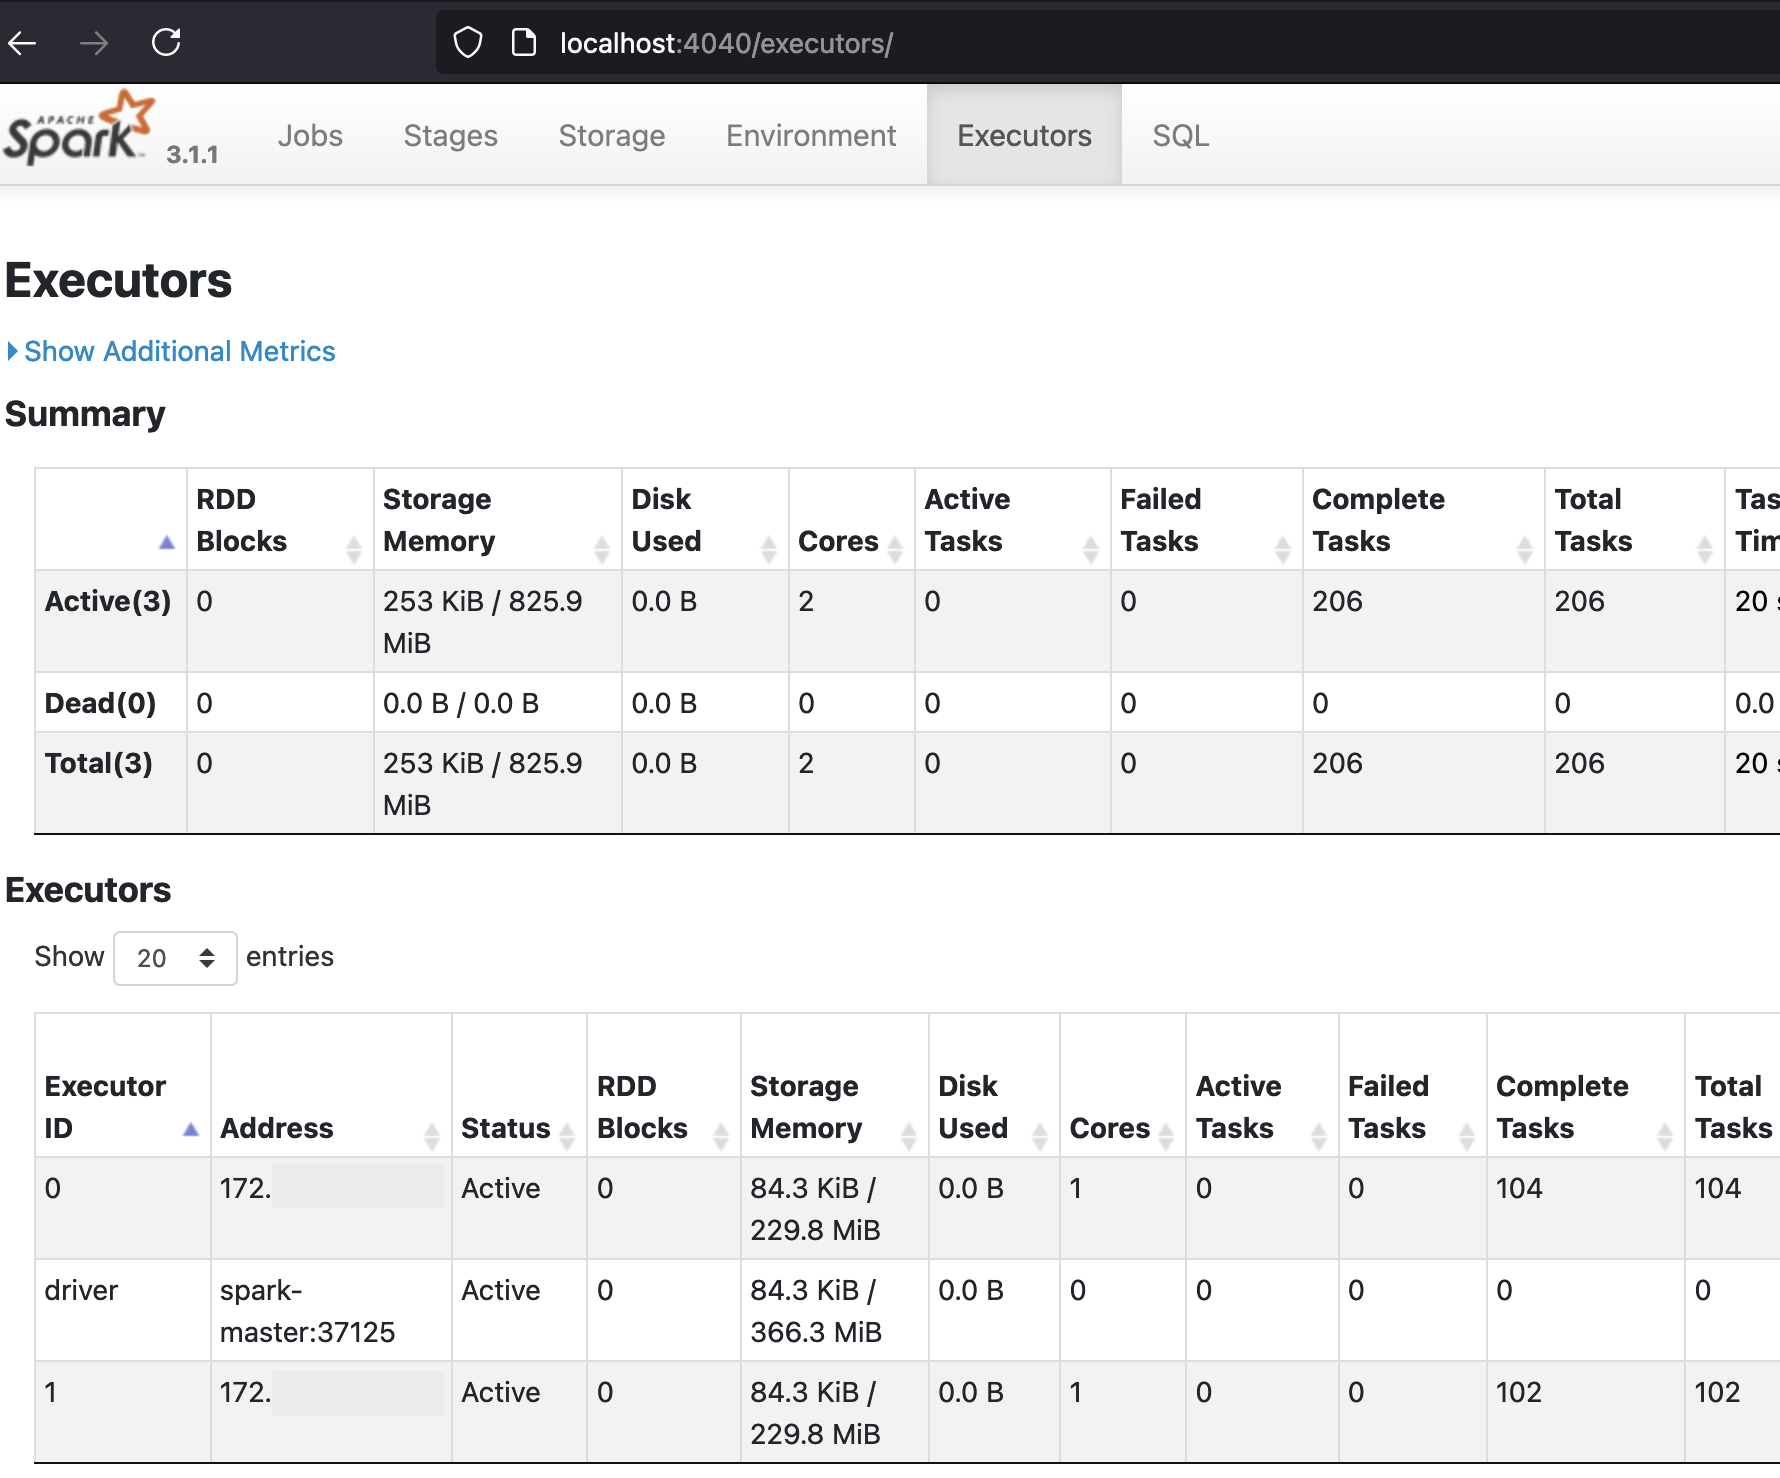 localhost:4040/executors/
APACHE
Spark™ 3.1.1 Jobs Stages Storage Environment Executors SQL
Executors
Show Additional Metrics
Summary
RDD Blocks Storage Memory Disk Used Cores Active Tasks Failed Tasks Complete Tasks Total Tasks
Active(3) 0 253 KiB / 825.9 MiB 0.0 B 2 0 0 206 206 20
Dead(0) 0 0.0 B / 0.0 B 0.0 B 0 0 0 0 0 0.0
Total(3) 0 253 KiB / 825.9 MiB 0.0 B 2 0 0 206 206 20
Executors
Show 20 entries
Executor ID Address Status RDD Blocks Storage Memory Disk Used Cores Active Tasks Failed Tasks Complete Tasks Total Tasks
0 172. Active 0 84.3 KiB / 229.8 MiB 0.0 B 1 0 0 104 104
driver spark-master:37125 Active 0 84.3 KiB / 366.3 MiB 0.0 B 0 0 0 0 0
1 172. Active 0 84.3 KiB / 229.8 MiB 0.0 B 1 0 0 102 102